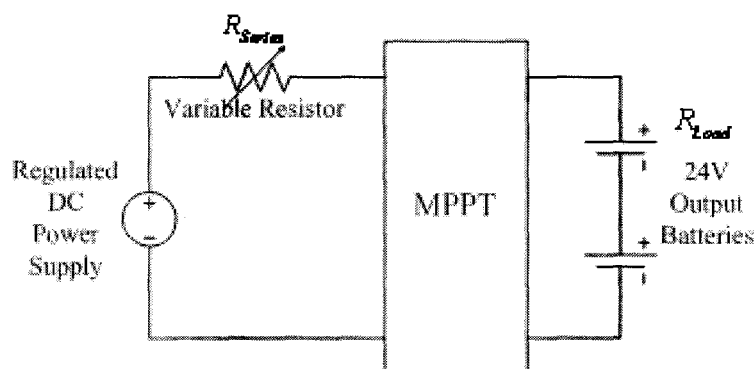 R_Series
Variable Resistor
Regulated
DC
Power
Supply
+
−
MPPT
+
+
R_Load
24V
Output
Batteries